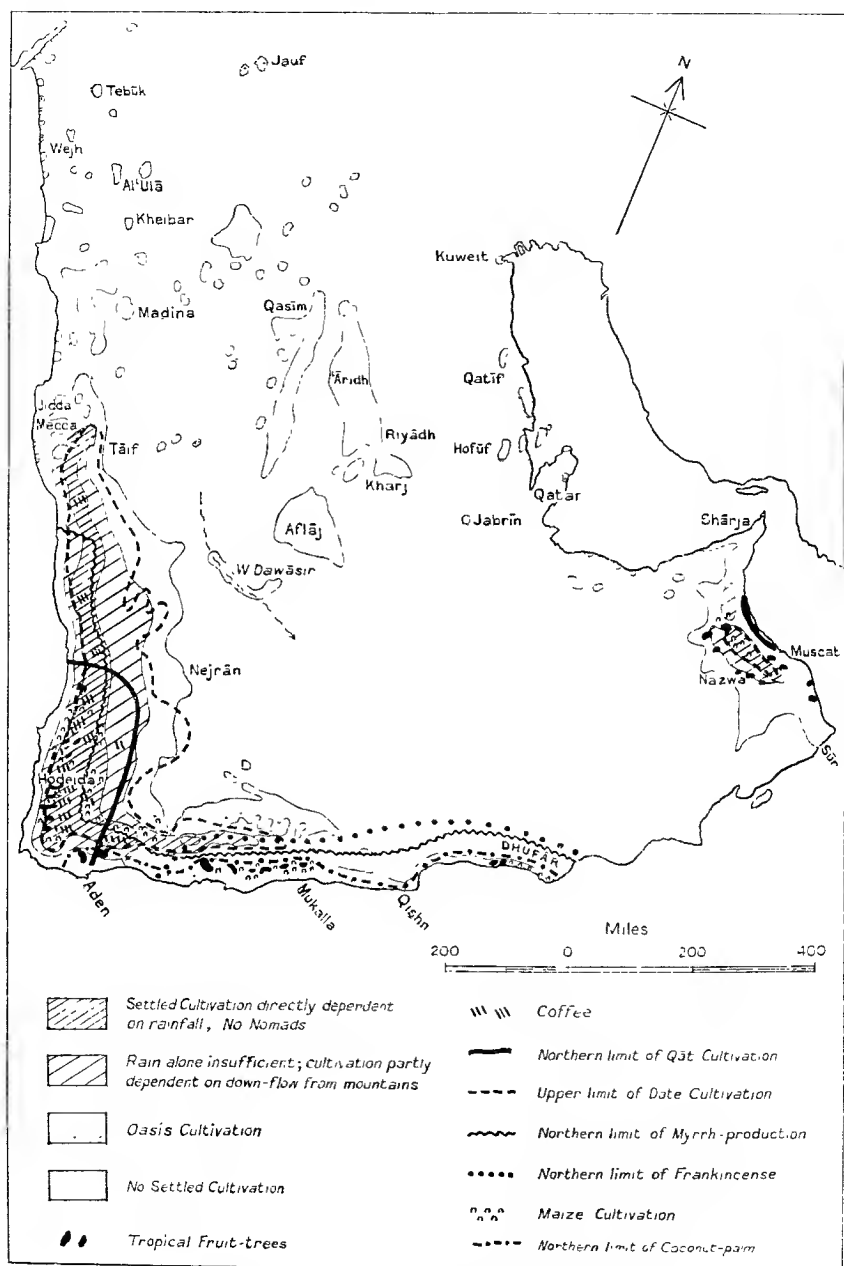 N
Jauf
Tebūk
Wejh
Al'Ulā
Kheibar
Kuweit
Madina
Qasīm
Qatīf
'Āridh
Jidda
Mecca
Tāif
Riyādh
Hofūf
Kharj
Qatar
Aflāj
Jabrīn
Shārja
W Dawāsir
Nejrān
Muscat
Nazwa
Sūr
Hodeida
DHUFAR
Aden
Mukalla
Qishn
Miles
200 0 200 400
Settled Cultivation directly dependent
on rainfall, No Nomads
Rain alone insufficient; cultivation partly
dependent on down-flow from mountains
Oasis Cultivation
No Settled Cultivation
Tropical Fruit-trees
Coffee
Northern limit of Qāt Cultivation
Upper limit of Date Cultivation
Northern limit of Myrrh-production
Northern limit of Frankincense
Maize Cultivation
Northern limit of Coconut-palm